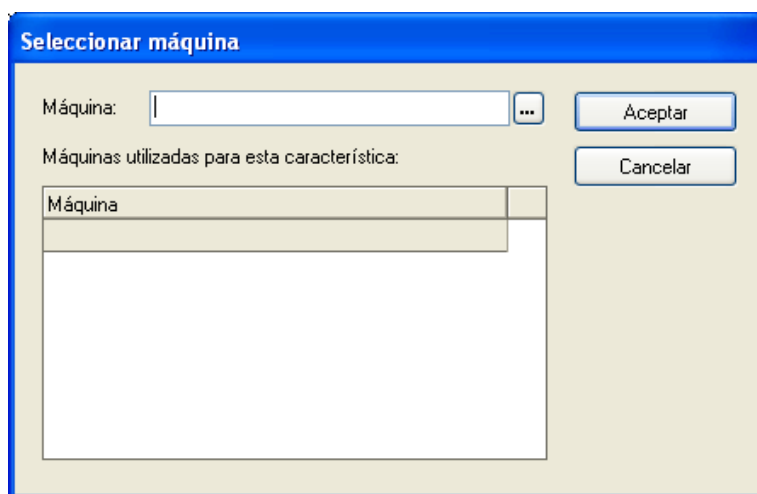 Seleccionar máquina
Máquina:
...
Aceptar
Máquinas utilizadas para esta característica:
Cancelar
Máquina